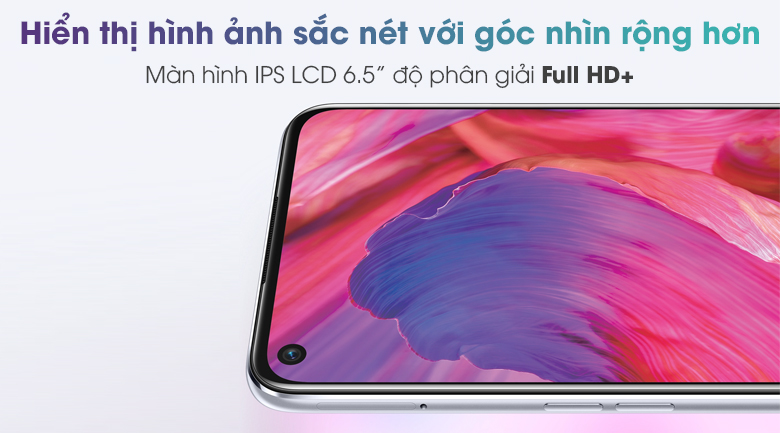 Hiển thị hình ảnh sắc nét với góc nhìn rộng hơn
Màn hình IPS LCD 6.5” độ phân giải Full HD+